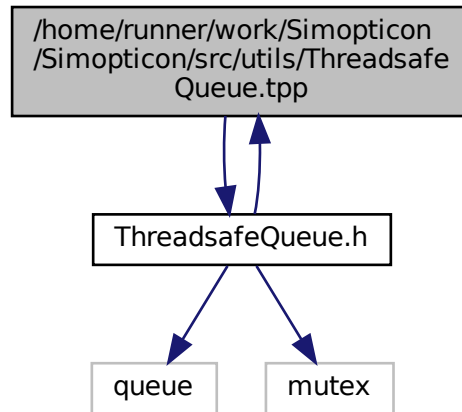 /home/runner/work/Simopticon
/Simopticon/src/utils/Threadsafe
Queue.tpp
ThreadsafeQueue.h
queue
mutex